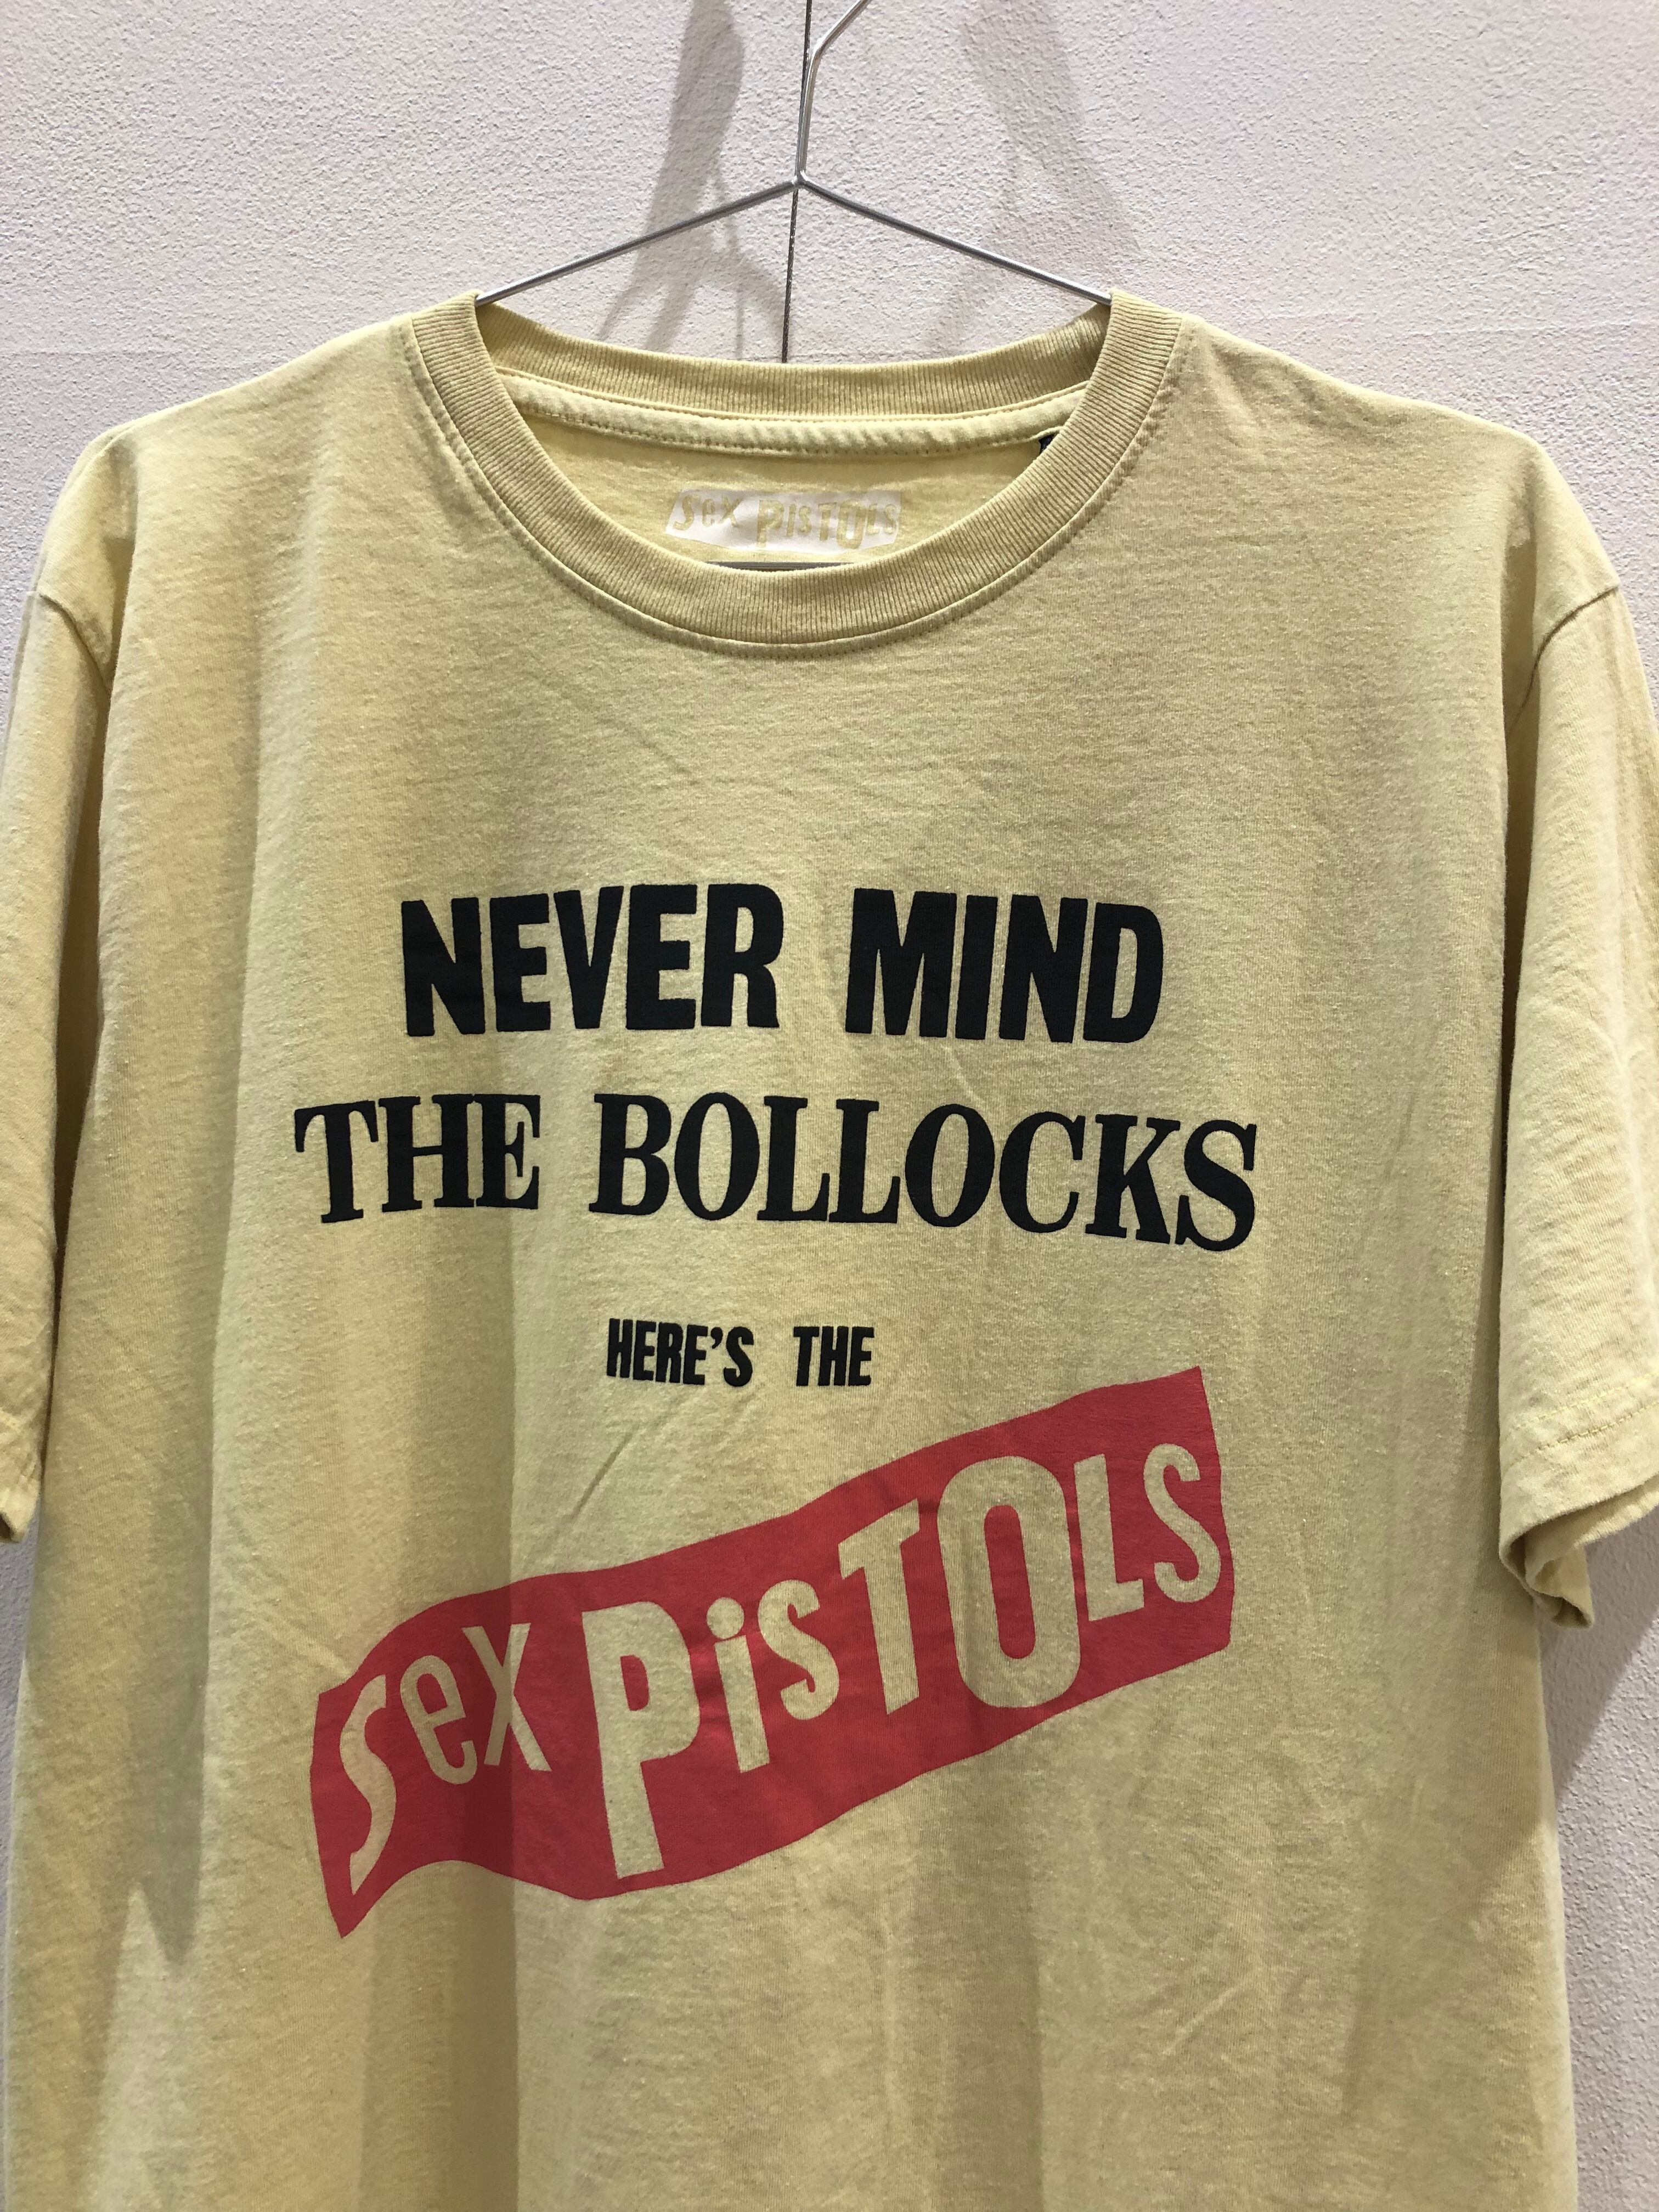 Sex PisTOLS
NEVER MIND
THE BOLLOCKS
HERE'S THE
Sex PisTOLS